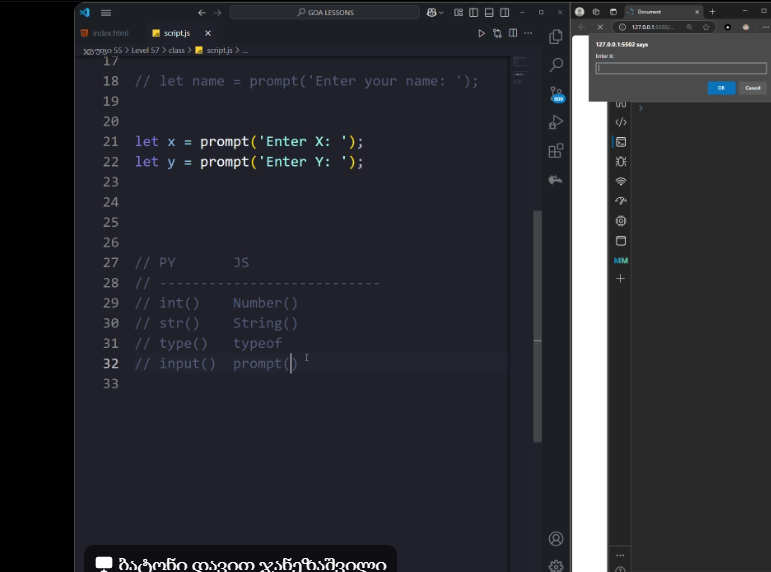 GOA LESSONS
index.html
script.js
ჯგუფი 55 > Level 57 > class > script.js > ...
17
18 // let name = prompt('Enter your name: ');
19
20
21 let x = prompt('Enter X: ');
22 let y = prompt('Enter Y: ');
23
24
25
26
27 // PY JS
28 // ---------------------------
29 // int() Number()
30 // str() String()
31 // type() typeof
32 // input() prompt()
33
ბატონი დავით ჯანეზაშვილი
Document
127.0.0.1:5502/...
127.0.0.1:5502 says
Enter X:
OK Cancel
MM